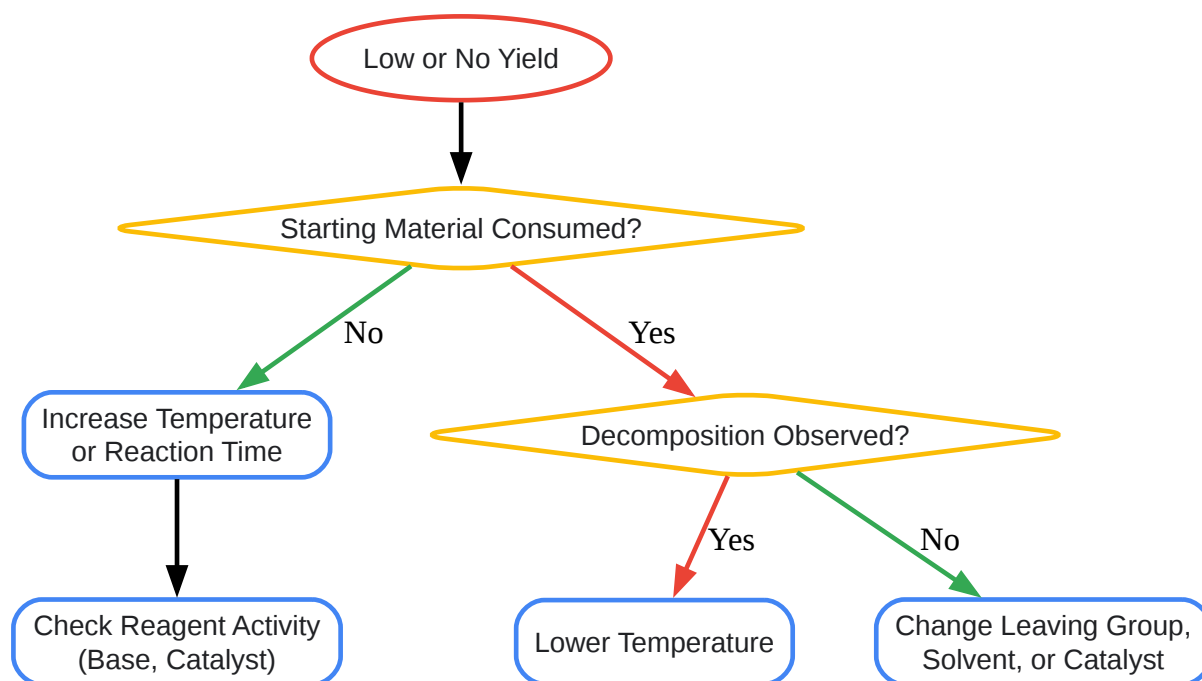 Low or No Yield
Starting Material Consumed?
No
Yes
Increase Temperature
or Reaction Time
Decomposition Observed?
Yes
No
Check Reagent Activity
(Base, Catalyst)
Lower Temperature
Change Leaving Group,
Solvent, or Catalyst